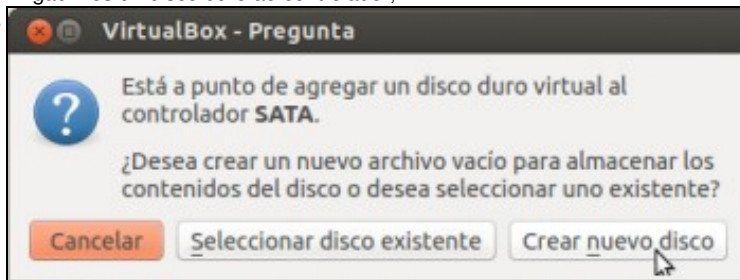 VirtualBox - Pregunta
Está a punto de agregar un disco duro virtual al
controlador SATA.
¿Desea crear un nuevo archivo vacío para almacenar los
contenidos del disco o desea seleccionar uno existente?
Cancelar
Seleccionar disco existente
Crear nuevo disco